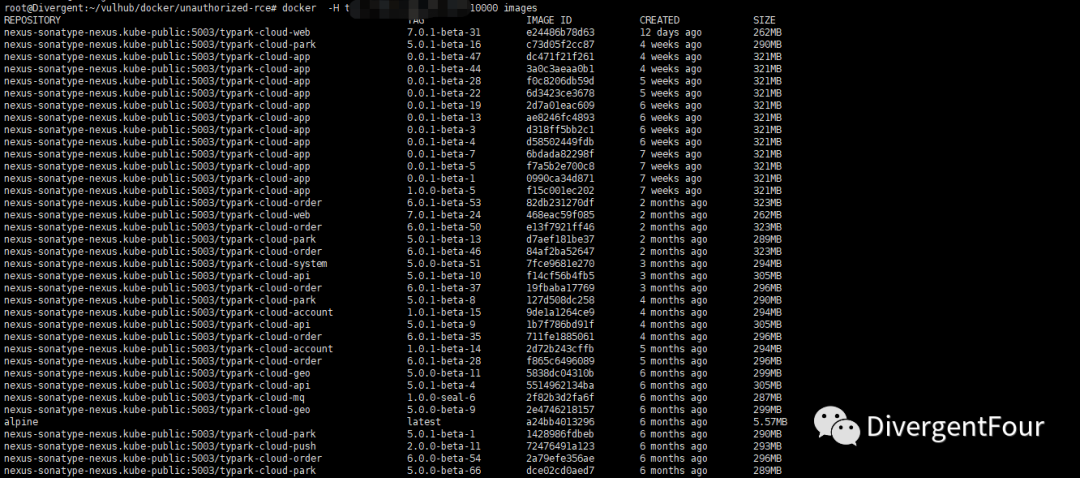 root@Divergent:~/vulhub/docker/unauthorized-rce# docker -H t 10000 images
REPOSITORY TAG IMAGE ID CREATED SIZE
nexus-sonatype-nexus.kube-public:5003/typark-cloud-web 7.0.1-beta-31 e24486b78d63 12 days ago 262MB
nexus-sonatype-nexus.kube-public:5003/typark-cloud-park 5.0.1-beta-16 c73d05f2cc87 4 weeks ago 290MB
nexus-sonatype-nexus.kube-public:5003/typark-cloud-app 0.0.1-beta-47 dc471f21f261 4 weeks ago 321MB
nexus-sonatype-nexus.kube-public:5003/typark-cloud-app 0.0.1-beta-44 3a0c3aeaa0b1 4 weeks ago 321MB
nexus-sonatype-nexus.kube-public:5003/typark-cloud-app 0.0.1-beta-28 f0c8206db59d 5 weeks ago 321MB
nexus-sonatype-nexus.kube-public:5003/typark-cloud-app 0.0.1-beta-22 6d3423ce3678 5 weeks ago 321MB
nexus-sonatype-nexus.kube-public:5003/typark-cloud-app 0.0.1-beta-19 2d7a01eac609 6 weeks ago 321MB
nexus-sonatype-nexus.kube-public:5003/typark-cloud-app 0.0.1-beta-13 ae8246fc4893 6 weeks ago 321MB
nexus-sonatype-nexus.kube-public:5003/typark-cloud-app 0.0.1-beta-3 d318ff5bb2c1 6 weeks ago 321MB
nexus-sonatype-nexus.kube-public:5003/typark-cloud-app 0.0.1-beta-4 d58502449fdb 6 weeks ago 321MB
nexus-sonatype-nexus.kube-public:5003/typark-cloud-app 0.0.1-beta-7 6bdada82298f 7 weeks ago 321MB
nexus-sonatype-nexus.kube-public:5003/typark-cloud-app 0.0.1-beta-5 f7a5b2e700c8 7 weeks ago 321MB
nexus-sonatype-nexus.kube-public:5003/typark-cloud-app 0.0.1-beta-1 0990ca34d871 7 weeks ago 321MB
nexus-sonatype-nexus.kube-public:5003/typark-cloud-app 1.0.0-beta-5 f15c001ec202 7 weeks ago 321MB
nexus-sonatype-nexus.kube-public:5003/typark-cloud-order 6.0.1-beta-53 82db231270df 2 months ago 323MB
nexus-sonatype-nexus.kube-public:5003/typark-cloud-web 7.0.1-beta-24 468eac59f085 2 months ago 262MB
nexus-sonatype-nexus.kube-public:5003/typark-cloud-order 6.0.1-beta-50 e13f7921ff46 2 months ago 323MB
nexus-sonatype-nexus.kube-public:5003/typark-cloud-park 5.0.1-beta-13 d7aef181be37 2 months ago 289MB
nexus-sonatype-nexus.kube-public:5003/typark-cloud-order 6.0.1-beta-46 84af2ba52647 2 months ago 323MB
nexus-sonatype-nexus.kube-public:5003/typark-cloud-system 5.0.0-beta-51 7fce9681e270 3 months ago 294MB
nexus-sonatype-nexus.kube-public:5003/typark-cloud-api 5.0.1-beta-10 f14cf56b4fb5 3 months ago 305MB
nexus-sonatype-nexus.kube-public:5003/typark-cloud-order 6.0.1-beta-37 19fbaba17769 3 months ago 296MB
nexus-sonatype-nexus.kube-public:5003/typark-cloud-park 5.0.1-beta-8 127d508dc258 4 months ago 290MB
nexus-sonatype-nexus.kube-public:5003/typark-cloud-account 1.0.1-beta-15 9de1a1264ce9 4 months ago 294MB
nexus-sonatype-nexus.kube-public:5003/typark-cloud-api 5.0.1-beta-9 1b7f786bd91f 4 months ago 305MB
nexus-sonatype-nexus.kube-public:5003/typark-cloud-order 6.0.1-beta-35 711fe1885061 4 months ago 296MB
nexus-sonatype-nexus.kube-public:5003/typark-cloud-account 1.0.1-beta-14 2d72b243cffb 5 months ago 294MB
nexus-sonatype-nexus.kube-public:5003/typark-cloud-order 6.0.1-beta-28 f865c6496089 5 months ago 296MB
nexus-sonatype-nexus.kube-public:5003/typark-cloud-geo 5.0.0-beta-11 5838dc04310b 6 months ago 299MB
nexus-sonatype-nexus.kube-public:5003/typark-cloud-api 5.0.1-beta-4 5514962134ba 6 months ago 305MB
nexus-sonatype-nexus.kube-public:5003/typark-cloud-mq 1.0.0-seal-6 2f82b3d2fa6f 6 months ago 287MB
nexus-sonatype-nexus.kube-public:5003/typark-cloud-geo 5.0.0-beta-9 2e4746218157 6 months ago 299MB
alpine latest a24bb4013296 6 months ago 5.57MB
nexus-sonatype-nexus.kube-public:5003/typark-cloud-park 5.0.1-beta-1 1428986fdbeb 6 months ago 290MB
nexus-sonatype-nexus.kube-public:5003/typark-cloud-push 2.0.0-beta-11 72476491a123 6 months ago 293MB
nexus-sonatype-nexus.kube-public:5003/typark-cloud-order 6.0.0-beta-54 2a79efe356ae 6 months ago 296MB
nexus-sonatype-nexus.kube-public:5003/typark-cloud-park 5.0.0-beta-66 dce02cd0aed7 6 months ago 289MB
DivergentFour